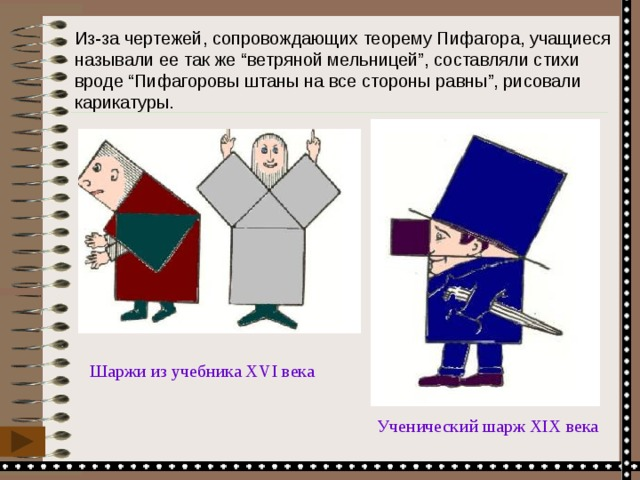 Из-за чертежей, сопровождающих теорему Пифагора, учащиеся
называли ее так же “ветряной мельницей”, составляли стихи
вроде “Пифагоровы штаны на все стороны равны”, рисовали
карикатуры.
Шаржи из учебника XVI века
Ученический шарж XIX века